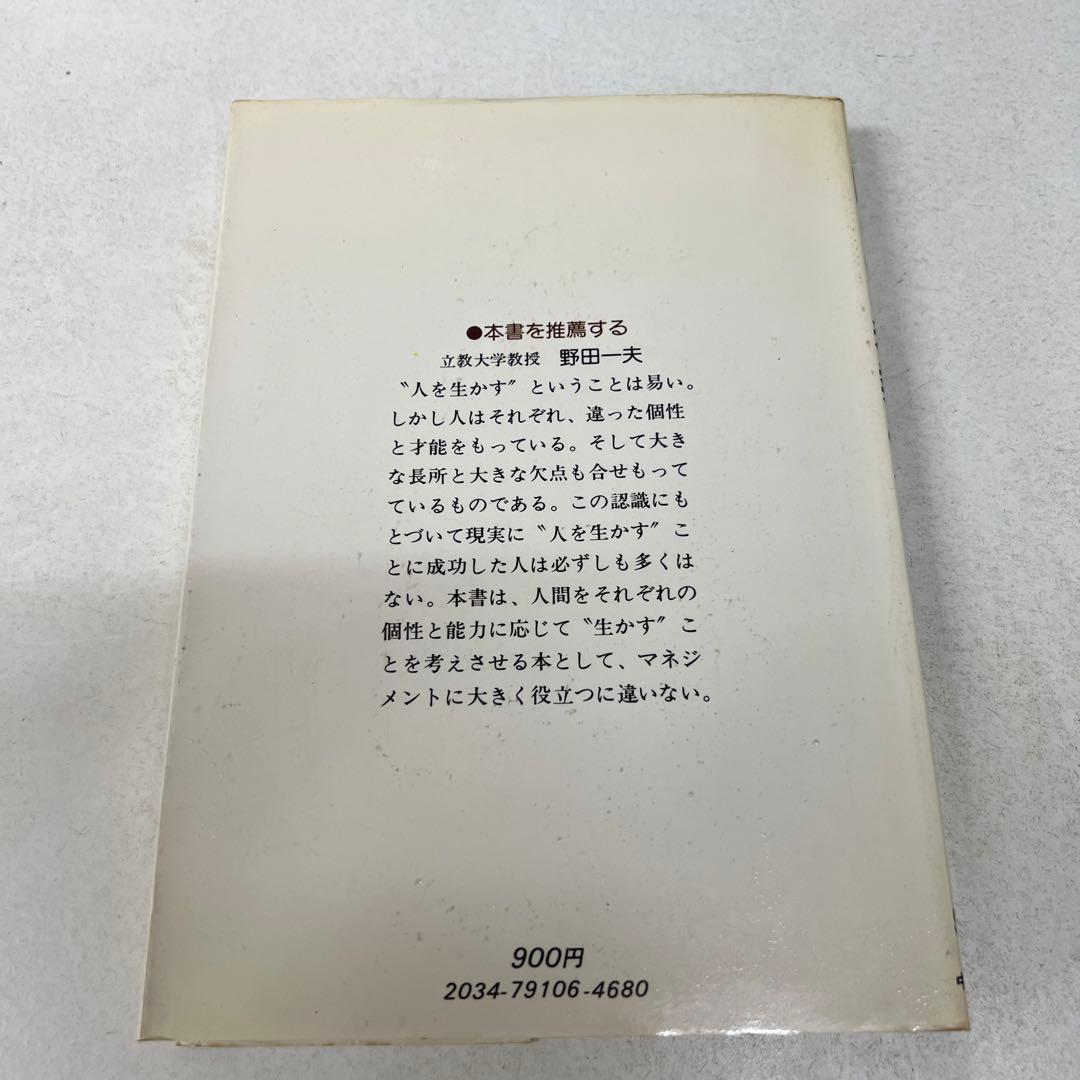 ●本書を推薦する
立教大学教授 野田一夫
〝人を生かす〟ということは易い。
しかし人はそれぞれ、違った個性
と才能をもっている。そして大き
な長所と大きな欠点も合せもって
ているものである。この認識にも
とづいて現実に〝人を生かす〟こ
とに成功した人は必ずしも多くは
ない。本書は、人間をそれぞれの
個性と能力に応じて〝生かす〟こ
とを考えさせる本として、マネジ
メントに大きく役立つに違いない。
900円
2034-79106-4680